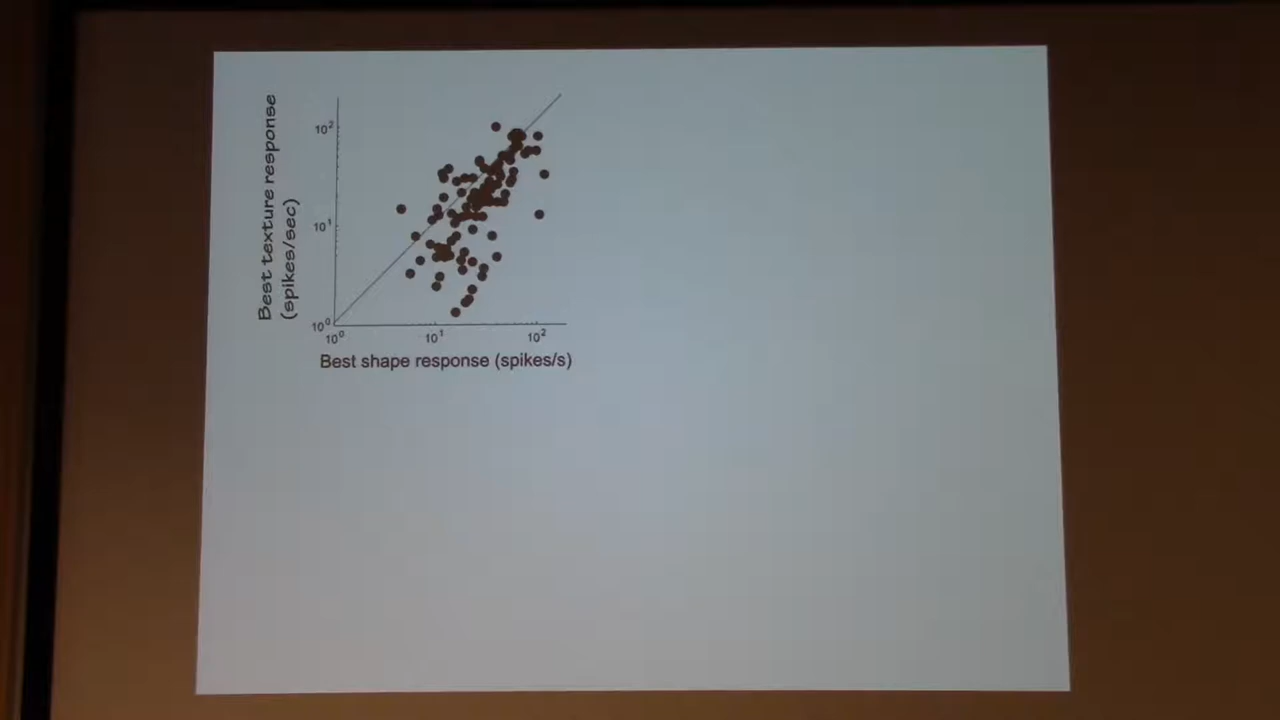 Best texture response
(spikes/sec)
10²
10¹
10⁰
10⁰
10¹
10²
Best shape response (spikes/s)